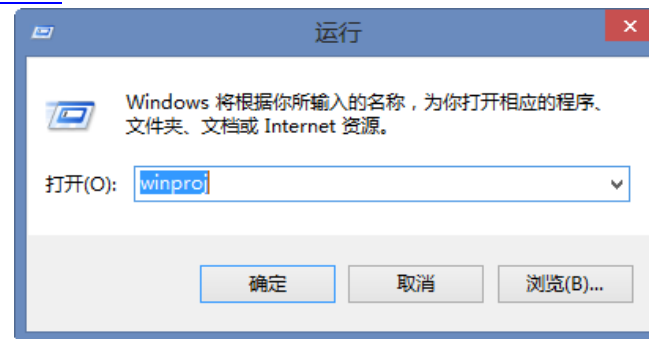 运行
Windows 将根据你所输入的名称，为你打开相应的程序、
文件夹、文档或 Internet 资源。
打开(O): winproj
确定 取消 浏览(B)...